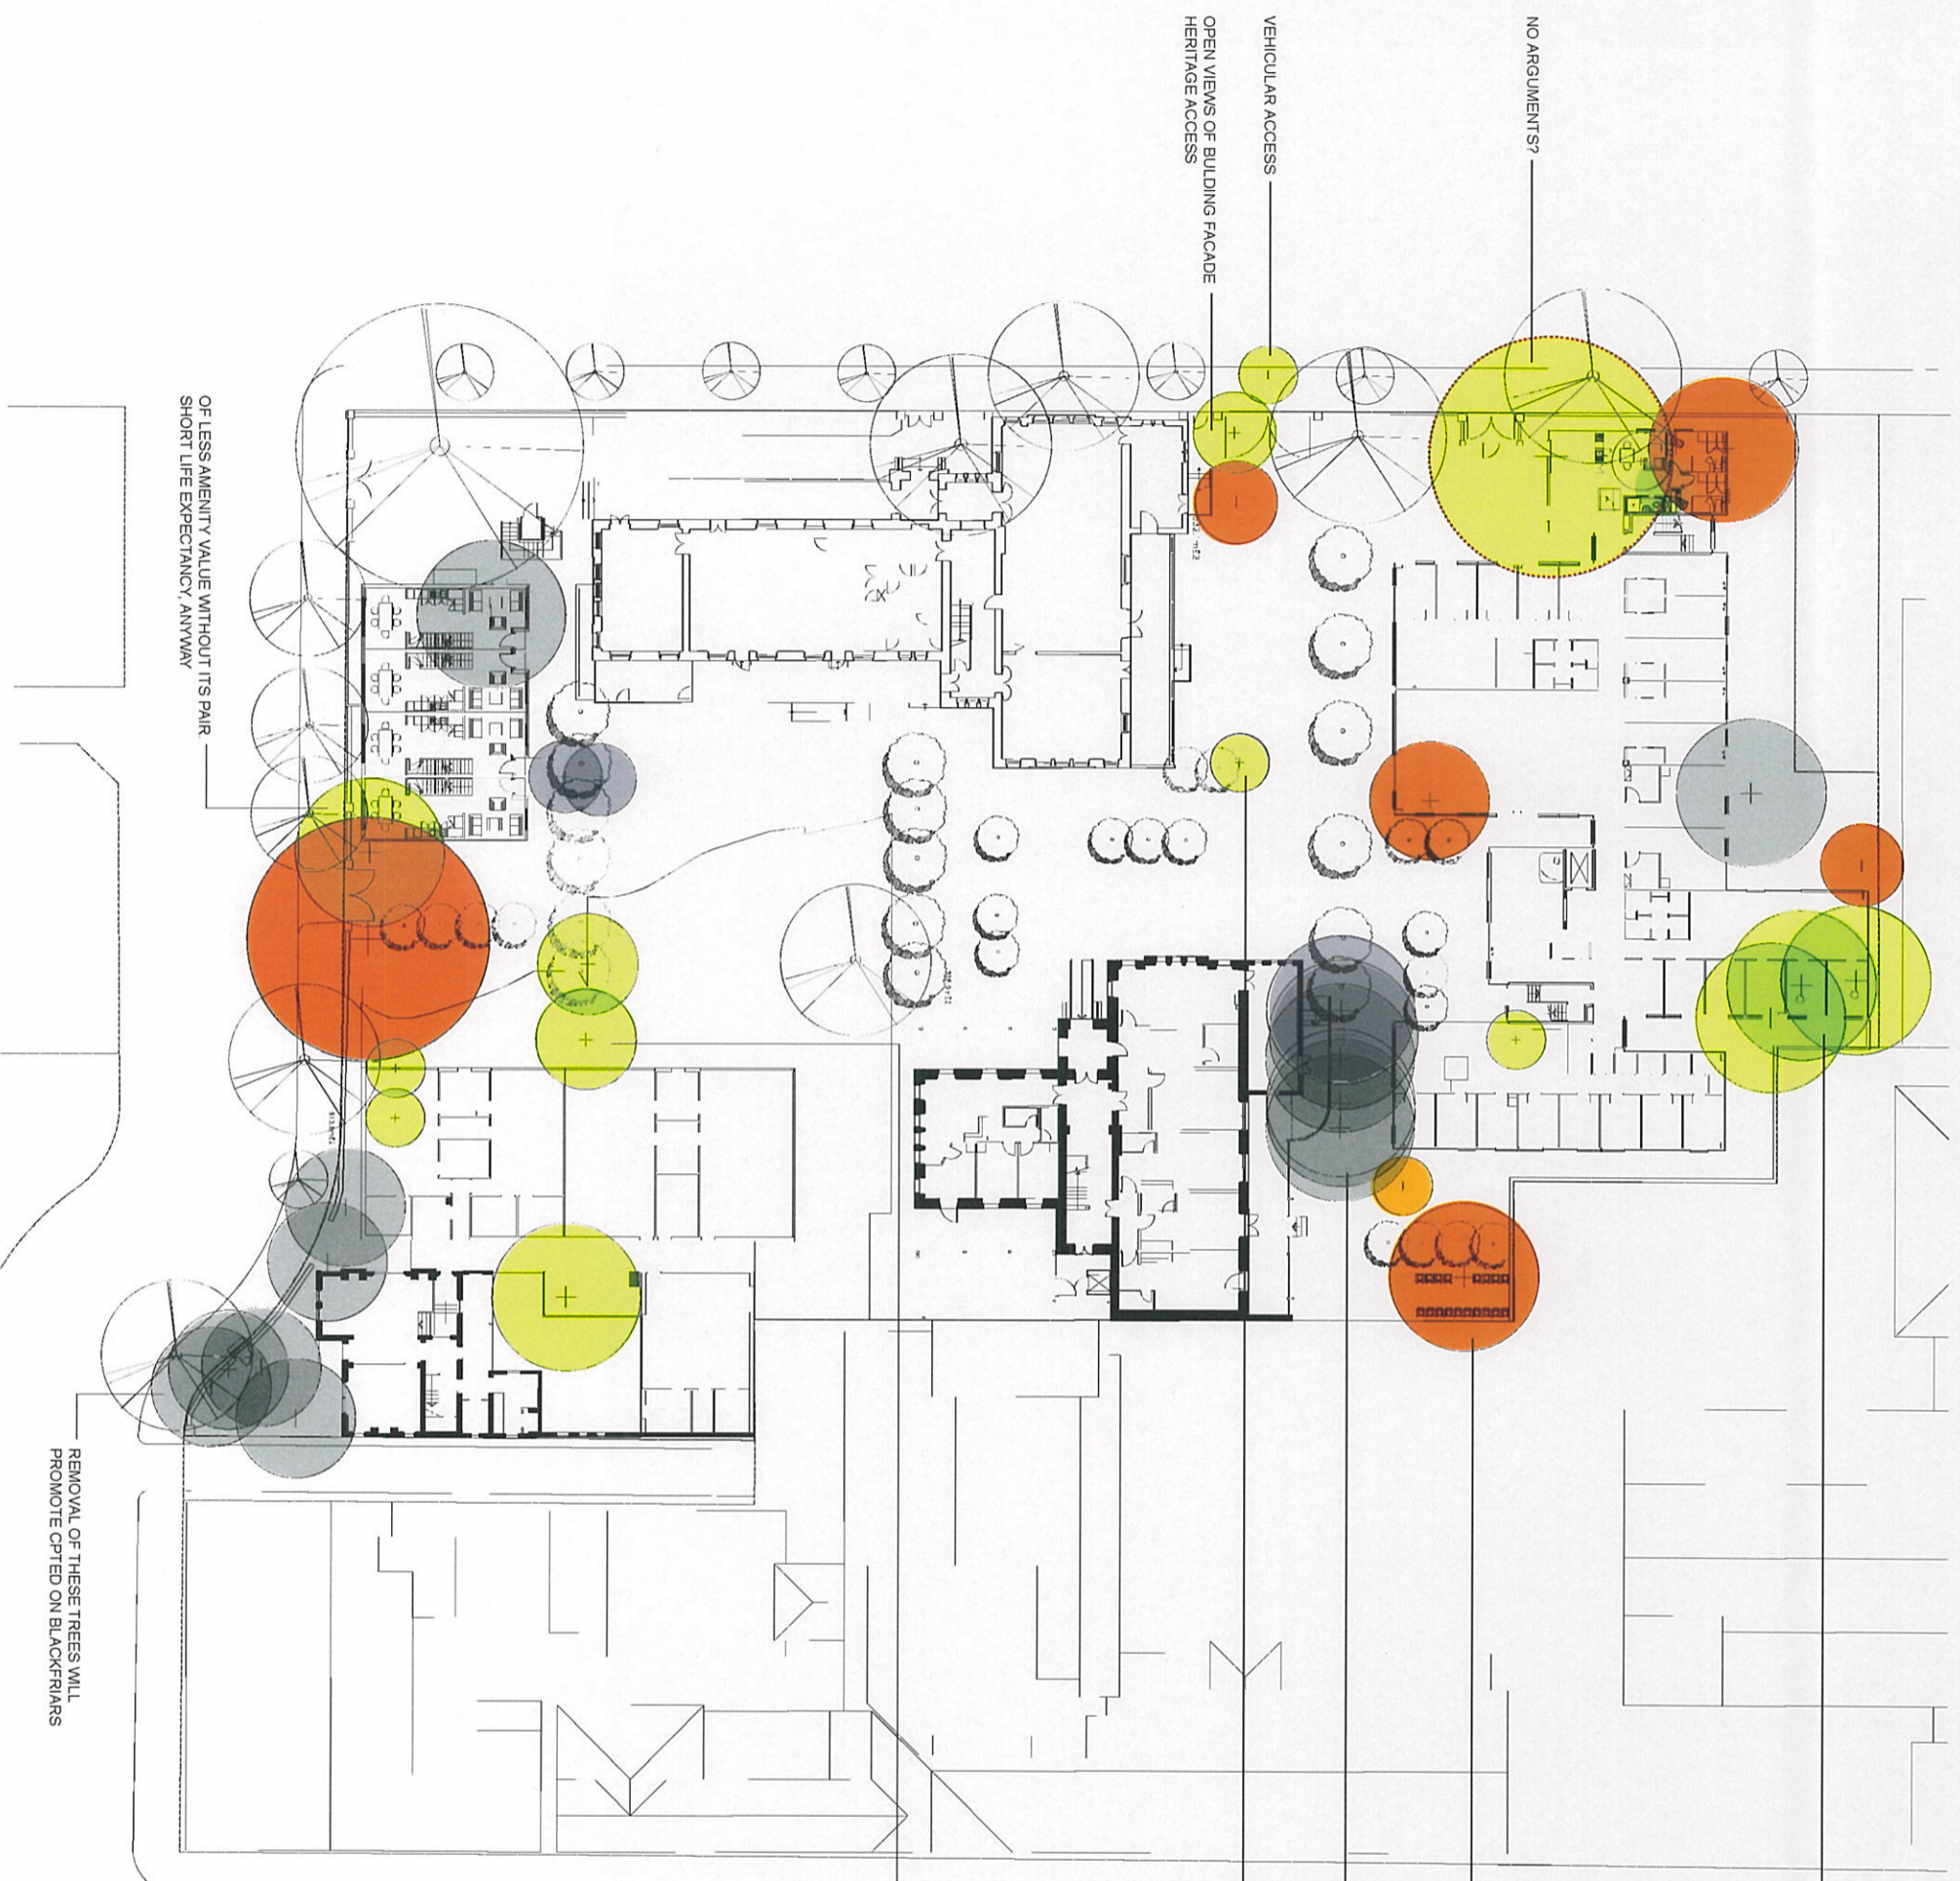 NO ARGUMENTS?
VEHICULAR ACCESS
OPEN VIEWS OF BULDING FACADE
HERITAGE ACCESS
OF LESS AMENITY VALUE WITHOUT ITS PAIR.
SHORT LIFE EXPECTANCY, ANYWAY
REMOVAL OF THESE TREES WILL
PROMOTE CPTED ON BLACKFRIARS